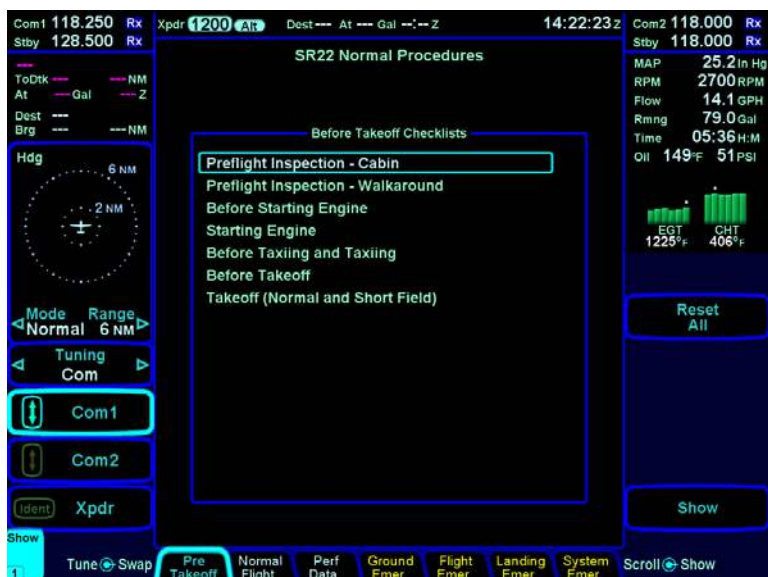 Com1 118.250 Rx
Stby 128.500 Rx
Xpdr 1200 Alt Dest --- At --- Gal --:-- Z 14:22:23 Z
Com2 118.000 Rx
Stby 118.000 Rx
---
ToDtk --- --- NM
At --- Gal --- Z
Dest ---
Brg --- --- NM
Hdg
6 NM
2 NM
Mode Range
Normal 6 NM
Tuning
Com
Com1
Com2
Ident Xpdr
Show
1
Tune Swap
SR22 Normal Procedures
Before Takeoff Checklists
Preflight Inspection - Cabin
Preflight Inspection - Walkaround
Before Starting Engine
Starting Engine
Before Taxiing and Taxiing
Before Takeoff
Takeoff (Normal and Short Field)
MAP 25.2 In Hg
RPM 2700 RPM
Flow 14.1 GPH
Rmng 79.0 Gal
Time 05:36 H:M
Oil 149°F 51 PSI
EGT CHT
1225°F 406°F
Reset
All
Show
Pre Takeoff
Normal Flight
Perf Data
Ground Emer
Flight Emer
Landing Emer
System Emer
Scroll Show